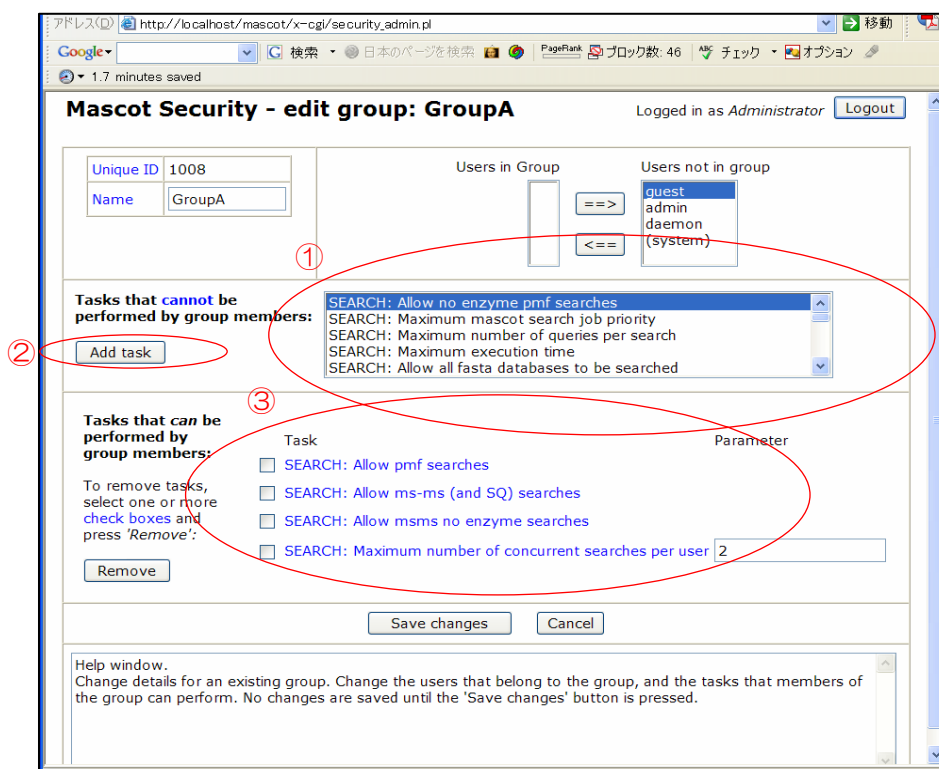 アドレス(D) http://localhost/mascot/x-cgi/security_admin.pl 移動
Google 検索 日本のページを検索 PageRank ブロック数: 46 ABC チェック オプション
1.7 minutes saved
Mascot Security - edit group: GroupA
Logged in as Administrator Logout
Unique ID 1008
Name GroupA
Users in Group
Users not in group
==>
<==
guest
admin
daemon
(system)
①
Tasks that cannot be
performed by group members:
②
Add task
SEARCH: Allow no enzyme pmf searches
SEARCH: Maximum mascot search job priority
SEARCH: Maximum number of queries per search
SEARCH: Maximum execution time
SEARCH: Allow all fasta databases to be searched
③
Tasks that can be
performed by
group members:
To remove tasks,
select one or more
check boxes and
press 'Remove':
Remove
Task
Parameter
SEARCH: Allow pmf searches
SEARCH: Allow ms-ms (and SQ) searches
SEARCH: Allow msms no enzyme searches
SEARCH: Maximum number of concurrent searches per user 2
Save changes Cancel
Help window.
Change details for an existing group. Change the users that belong to the group, and the tasks that members of
the group can perform. No changes are saved until the 'Save changes' button is pressed.